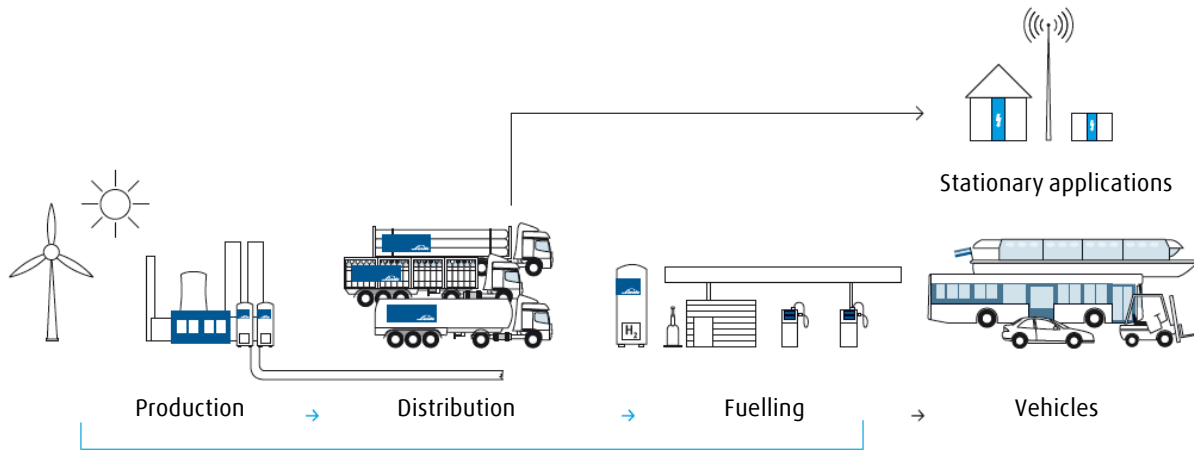 Stationary applications
H2
Production
Distribution
Fuelling
Vehicles